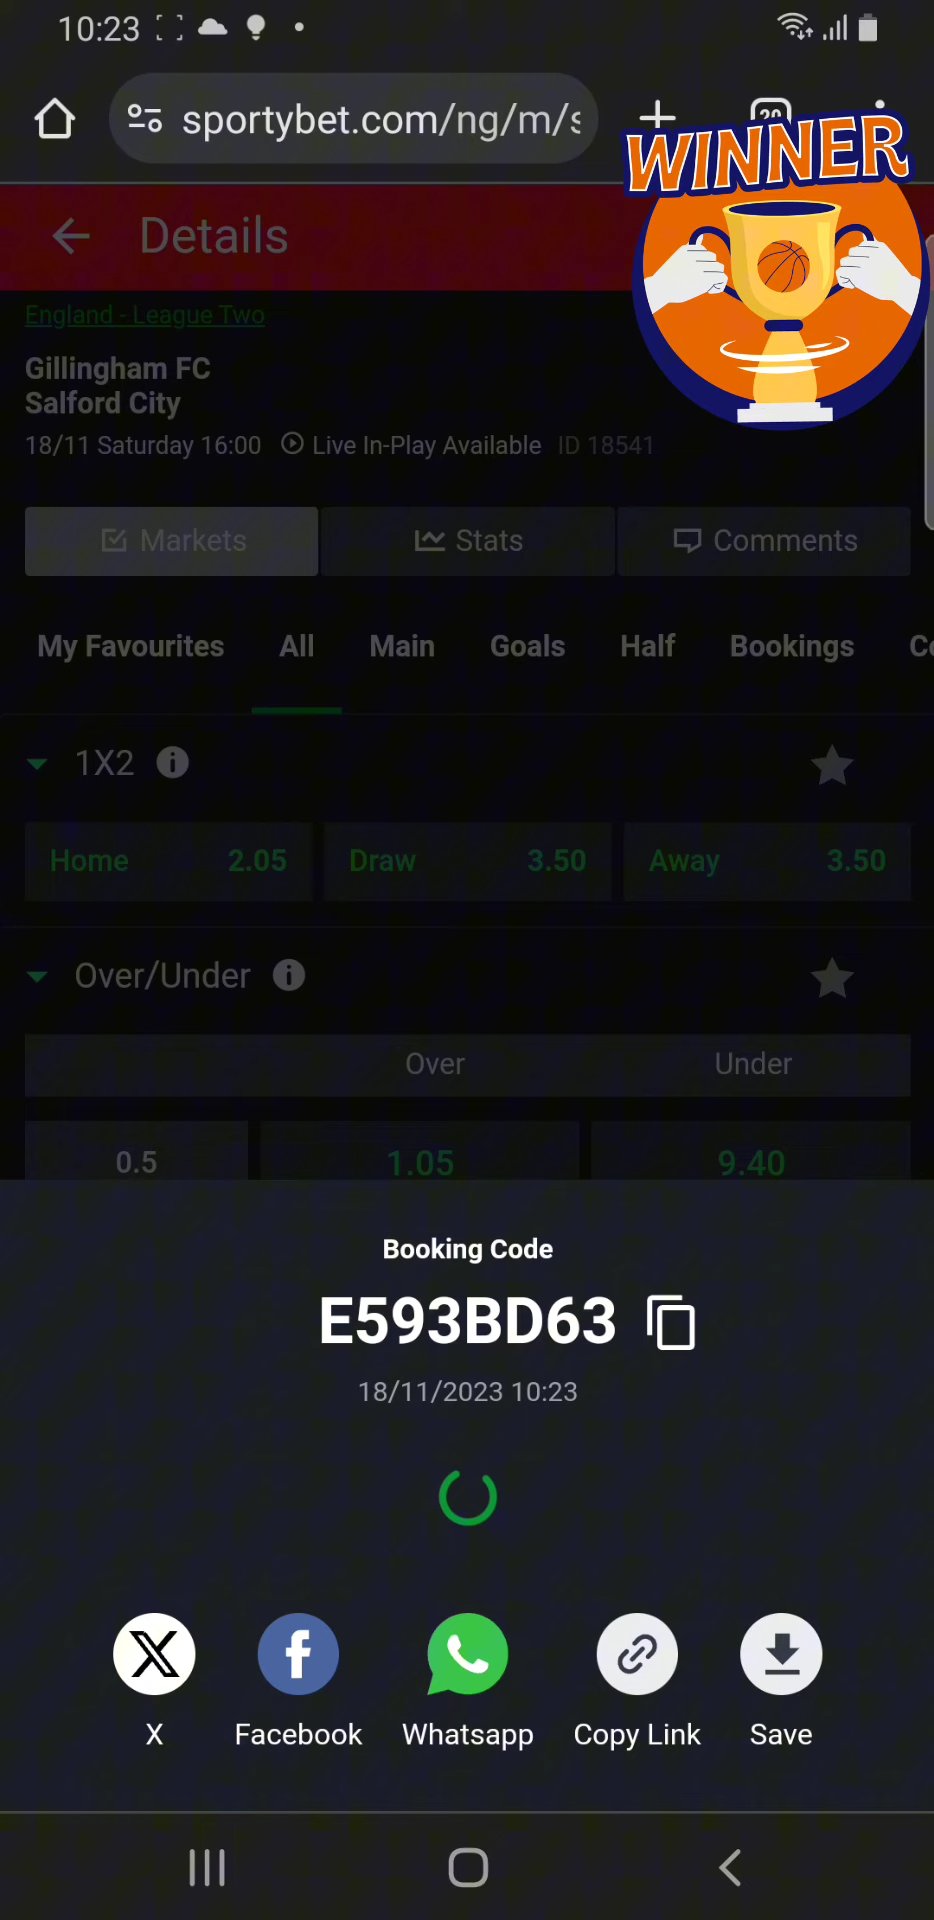 10:23
sportybet.com/ng/m/s
20
WINNER
Details
England - League Two
Gillingham FC
Salford City
18/11 Saturday 16:00 Live In-Play Available ID 18541
Markets Stats Comments
My Favourites All Main Goals Half Bookings
1X2
Home 2.05 Draw 3.50 Away 3.50
Over/Under
Over Under
0.5 1.05 9.40
Booking Code
E593BD63
18/11/2023 10:23
X Facebook Whatsapp Copy Link Save